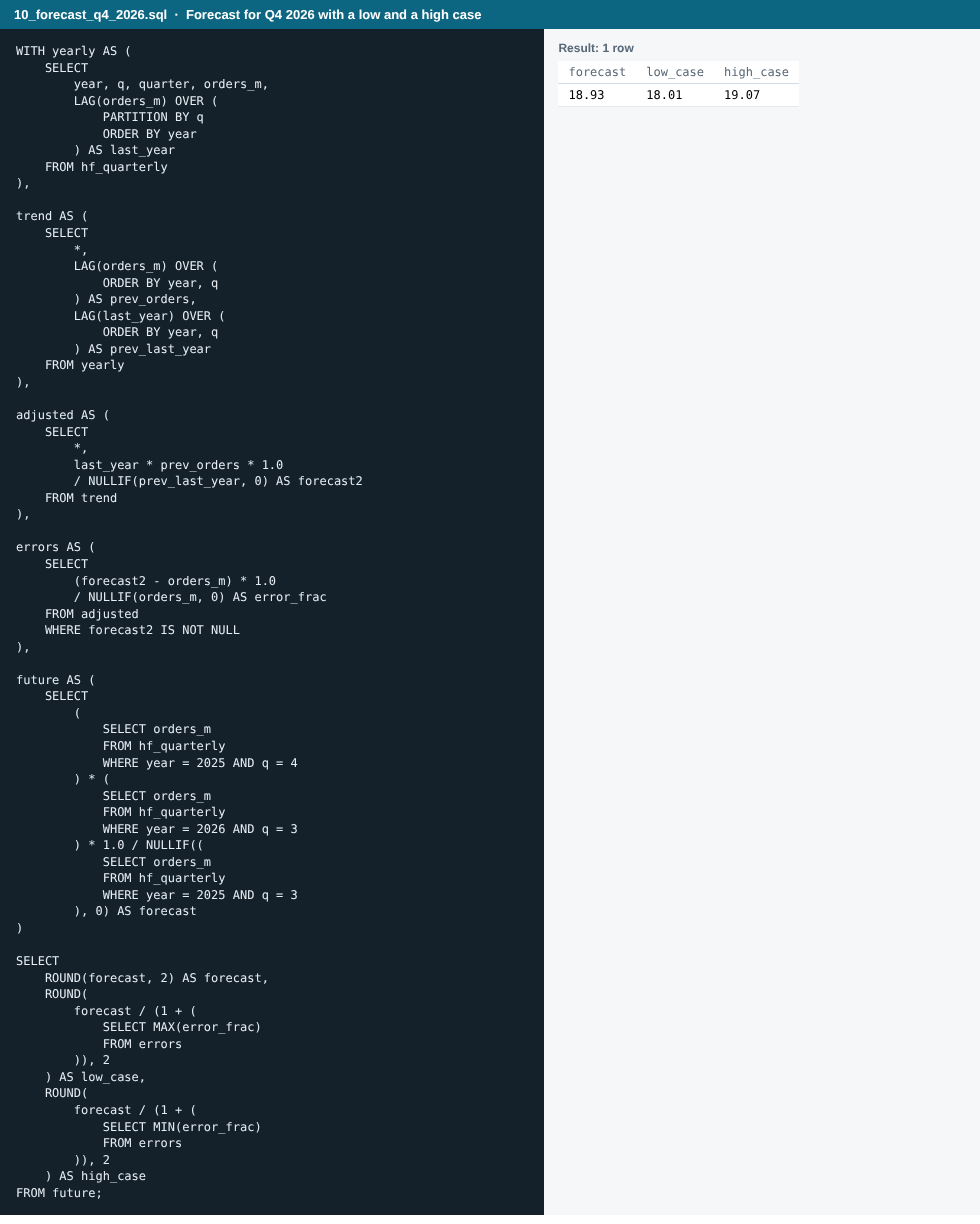 10_forecast_q4_2026.sql · Forecast for Q4 2026 with a low and a high case
WITH yearly AS (
    SELECT
        year, q, quarter, orders_m,
        LAG(orders_m) OVER (
            PARTITION BY q
            ORDER BY year
        ) AS last_year
    FROM hf_quarterly
),

trend AS (
    SELECT
        *,
        LAG(orders_m) OVER (
            ORDER BY year, q
        ) AS prev_orders,
        LAG(last_year) OVER (
            ORDER BY year, q
        ) AS prev_last_year
    FROM yearly
),

adjusted AS (
    SELECT
        *,
        last_year * prev_orders * 1.0
        / NULLIF(prev_last_year, 0) AS forecast2
    FROM trend
),

errors AS (
    SELECT
        (forecast2 - orders_m) * 1.0
        / NULLIF(orders_m, 0) AS error_frac
    FROM adjusted
    WHERE forecast2 IS NOT NULL
),

future AS (
    SELECT
        (
            SELECT orders_m
            FROM hf_quarterly
            WHERE year = 2025 AND q = 4
        ) * (
            SELECT orders_m
            FROM hf_quarterly
            WHERE year = 2026 AND q = 3
        ) * 1.0 / NULLIF((
            SELECT orders_m
            FROM hf_quarterly
            WHERE year = 2025 AND q = 3
        ), 0) AS forecast
)

SELECT
    ROUND(forecast, 2) AS forecast,
    ROUND(
        forecast / (1 + (
            SELECT MAX(error_frac)
            FROM errors
        )), 2
    ) AS low_case,
    ROUND(
        forecast / (1 + (
            SELECT MIN(error_frac)
            FROM errors
        )), 2
    ) AS high_case
FROM future;
Result: 1 row
forecast low_case high_case
18.93 18.01 19.07